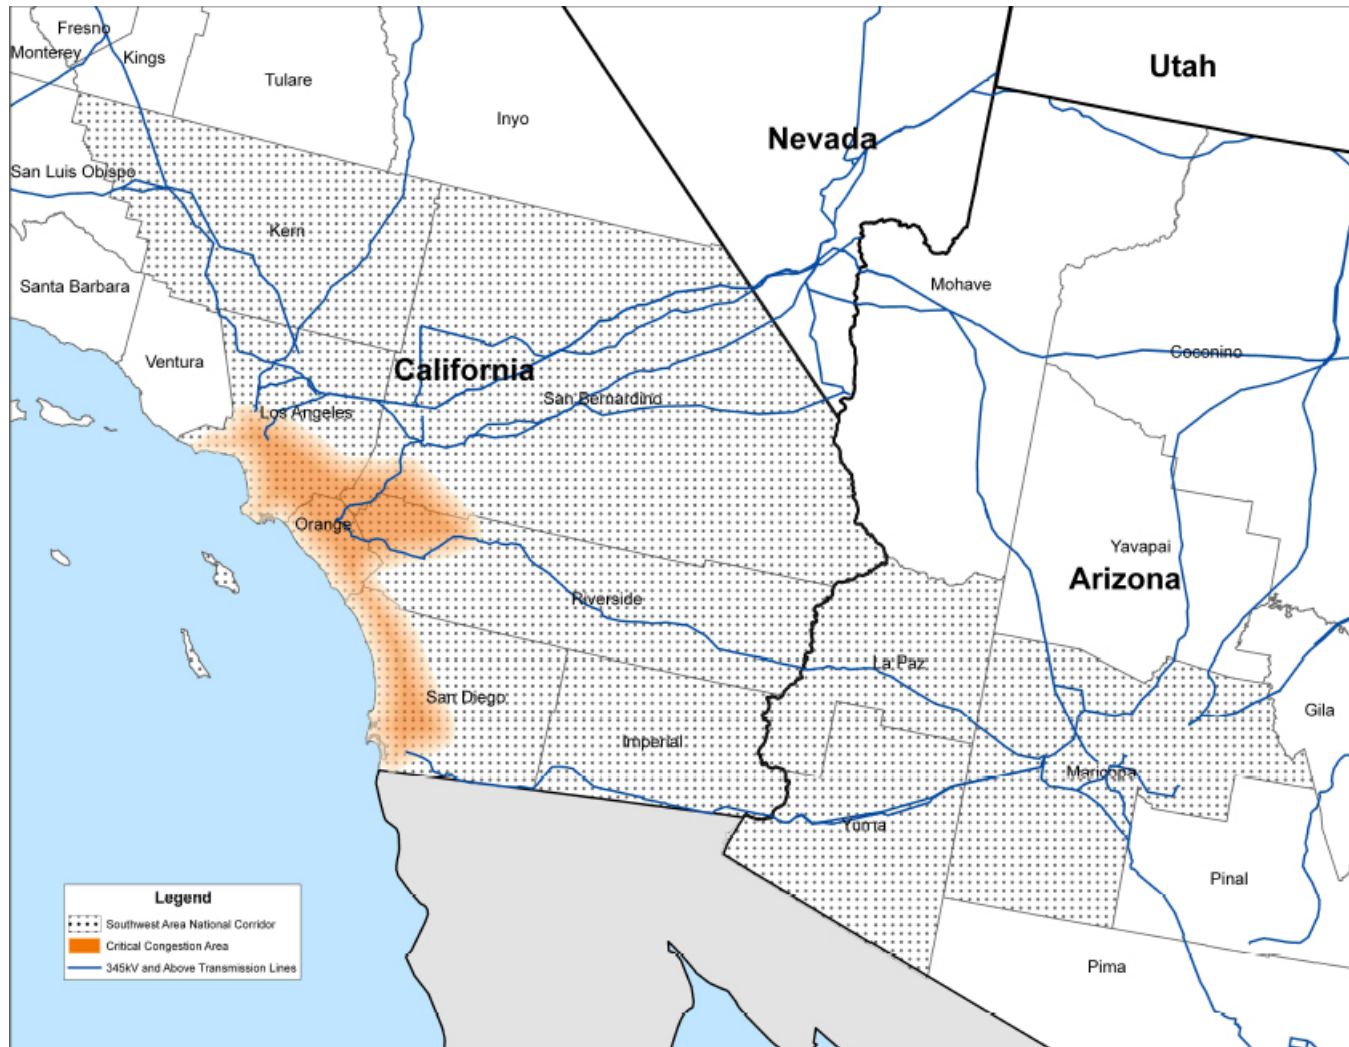 Fresno
Monterey
Kings
Tulare
Utah
Inyo
Nevada
San Luis Obispo
Kern
Santa Barbara
Mohave
Ventura
Coconino
California
San Bernardino
Los Angeles
Orange
Yavapai
Arizona
Riverside
La Paz
San Diego
Gila
Imperial
Maricopa
Yuma
Pinal
Pima
Legend
Southwest Area National Corridor
Critical Congestion Area
345kV and Above Transmission Lines